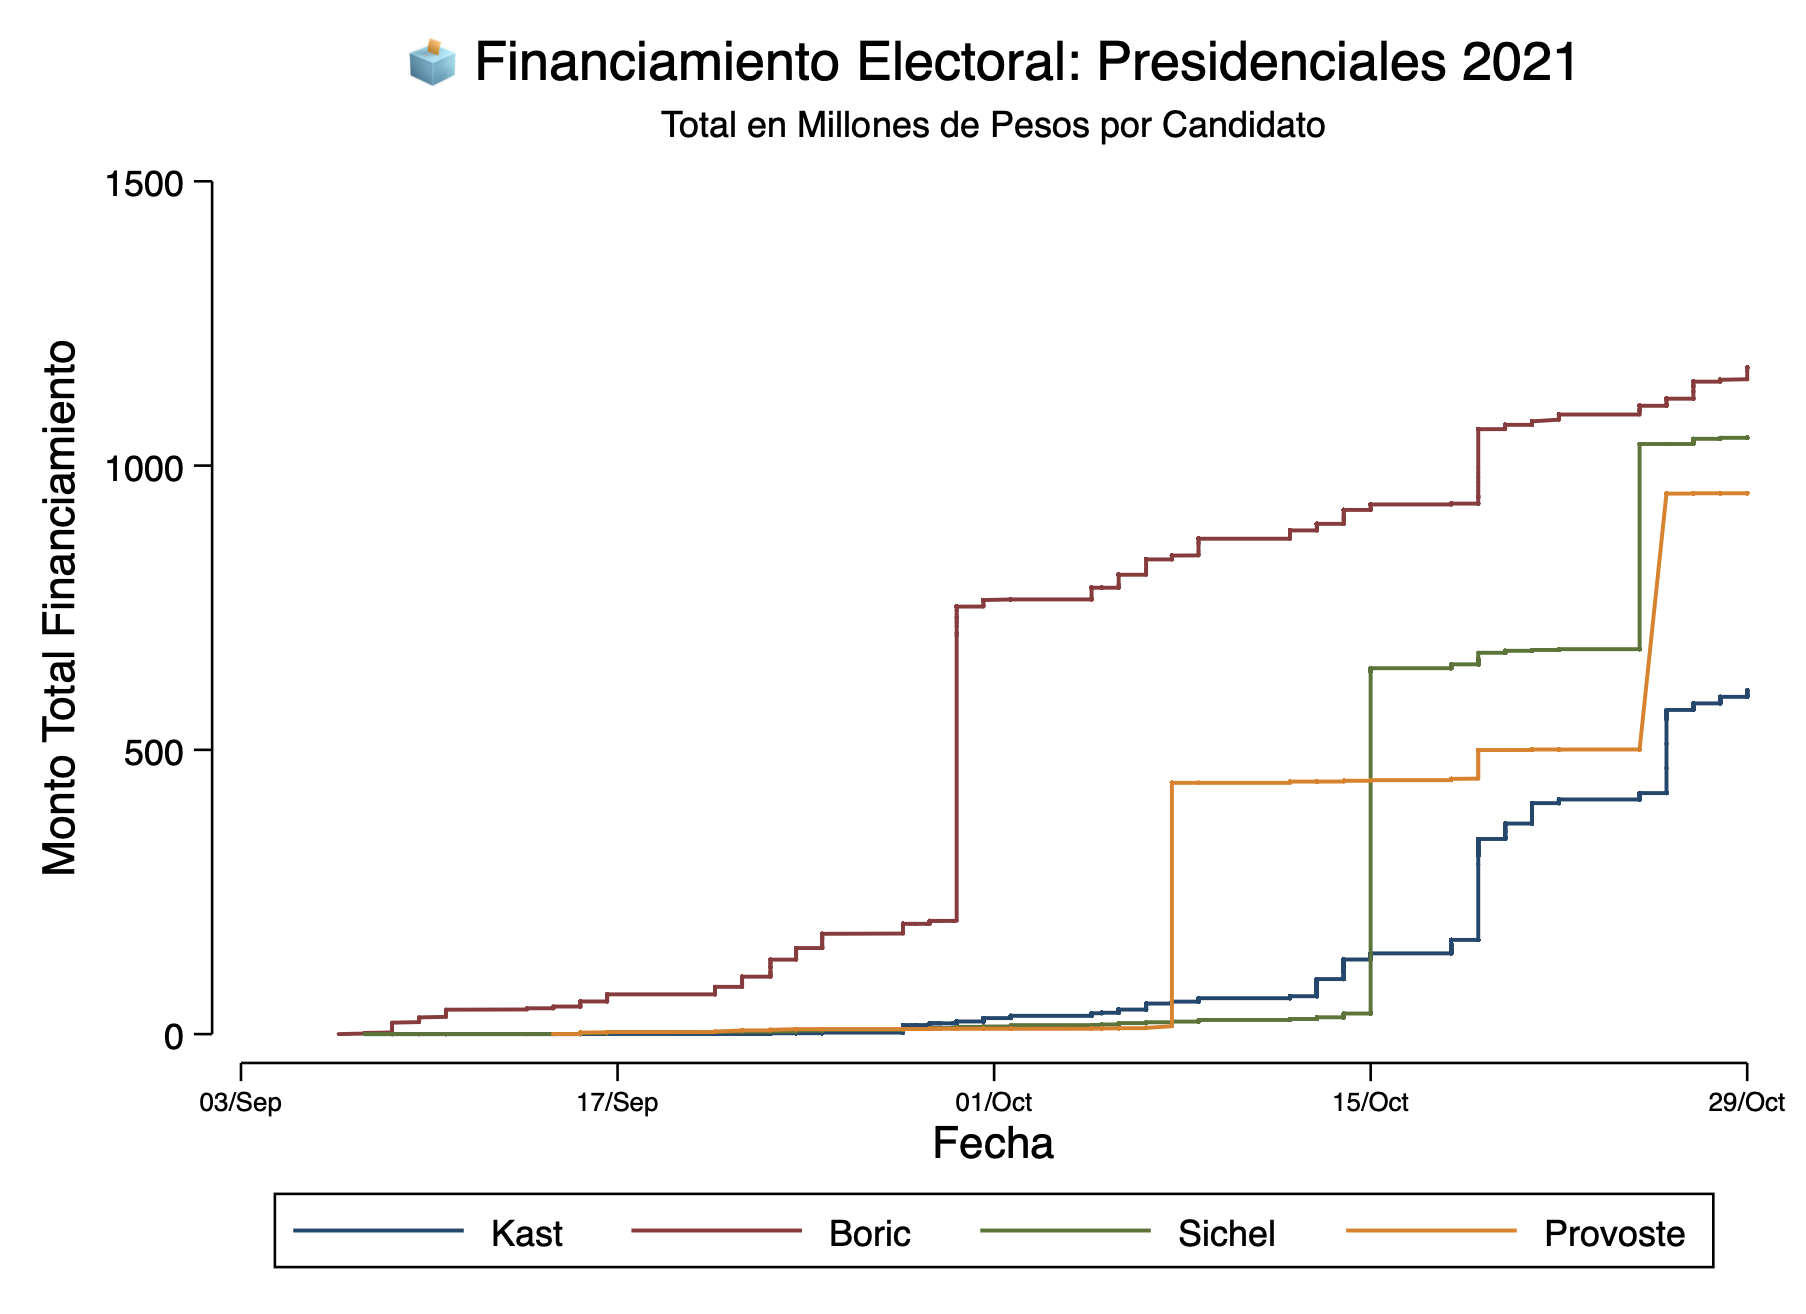 Financiamiento Electoral: Presidenciales 2021
Total en Millones de Pesos por Candidato
Monto Total Financiamiento
1500
1000
500
0
03/Sep 17/Sep 01/Oct 15/Oct 29/Oct
Fecha
Kast Boric Sichel Provoste